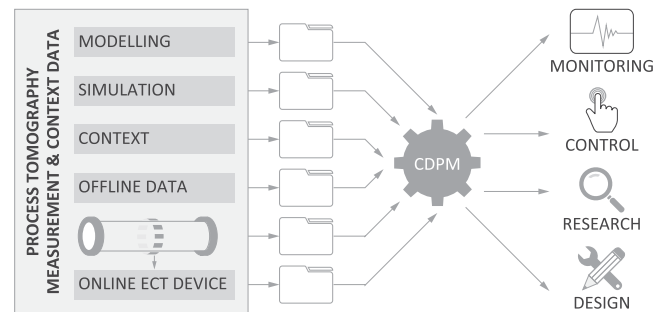 PROCESS TOMOGRAPHY
MEASUREMENT & CONTEXT DATA
MODELLING
SIMULATION
CONTEXT
OFFLINE DATA
ONLINE ECT DEVICE
CDPM
MONITORING
CONTROL
RESEARCH
DESIGN